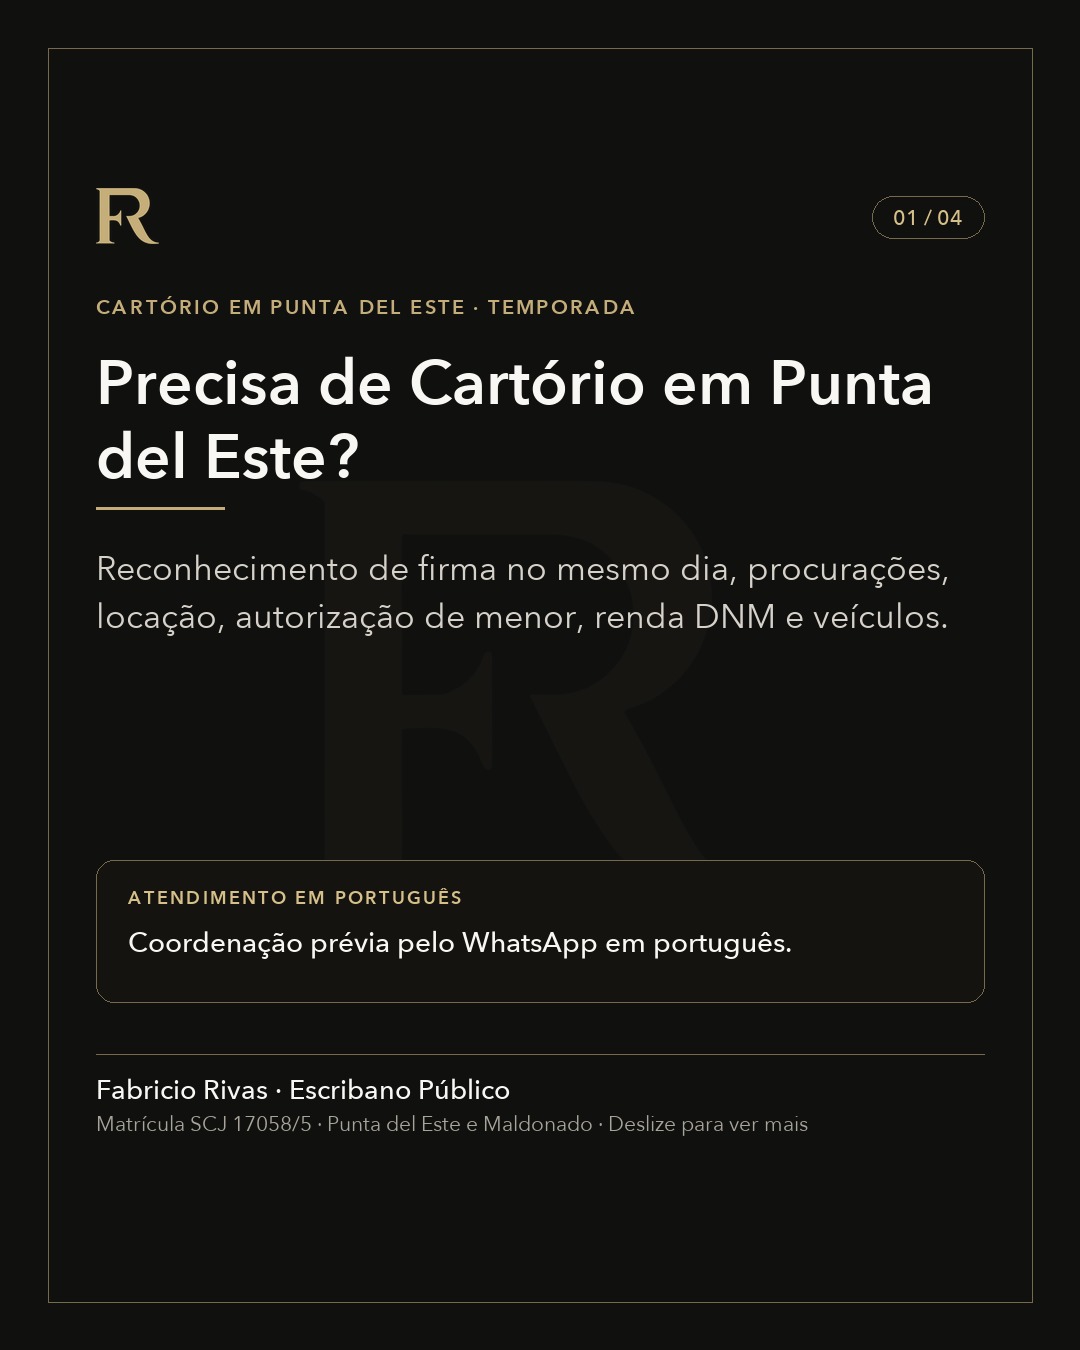 R
01 / 04
CARTÓRIO EM PUNTA DEL ESTE · TEMPORADA
Precisa de Cartório em Punta
del Este?
Reconhecimento de firma no mesmo dia, procurações,
locação, autorização de menor, renda DNM e veículos.
ATENDIMENTO EM PORTUGUÊS
Coordenação prévia pelo WhatsApp em português.
Fabricio Rivas · Escribano Público
Matrícula SCJ 17058/5 · Punta del Este e Maldonado · Deslize para ver mais